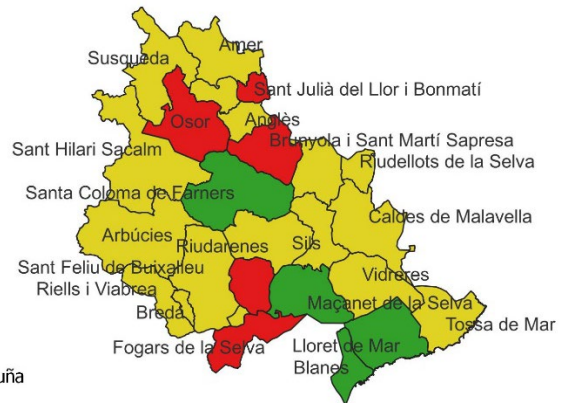 Amer
Susqueda
Sant Julià del Llor i Bonmatí
Osor
Anglès
Brunyola i Sant Martí Sapresa
Sant Hilari Sacalm
Riudellots de la Selva
Santa Coloma de Farners
Caldes de Malavella
Arbúcies
Riudarenes
Sils
Sant Feliu de Buixalleu
Vidreres
Riells i Viabrea
Maçanet de la Selva
Breda
Tossa de Mar
Fogars de la Selva
Lloret de Mar
Blanes
uña